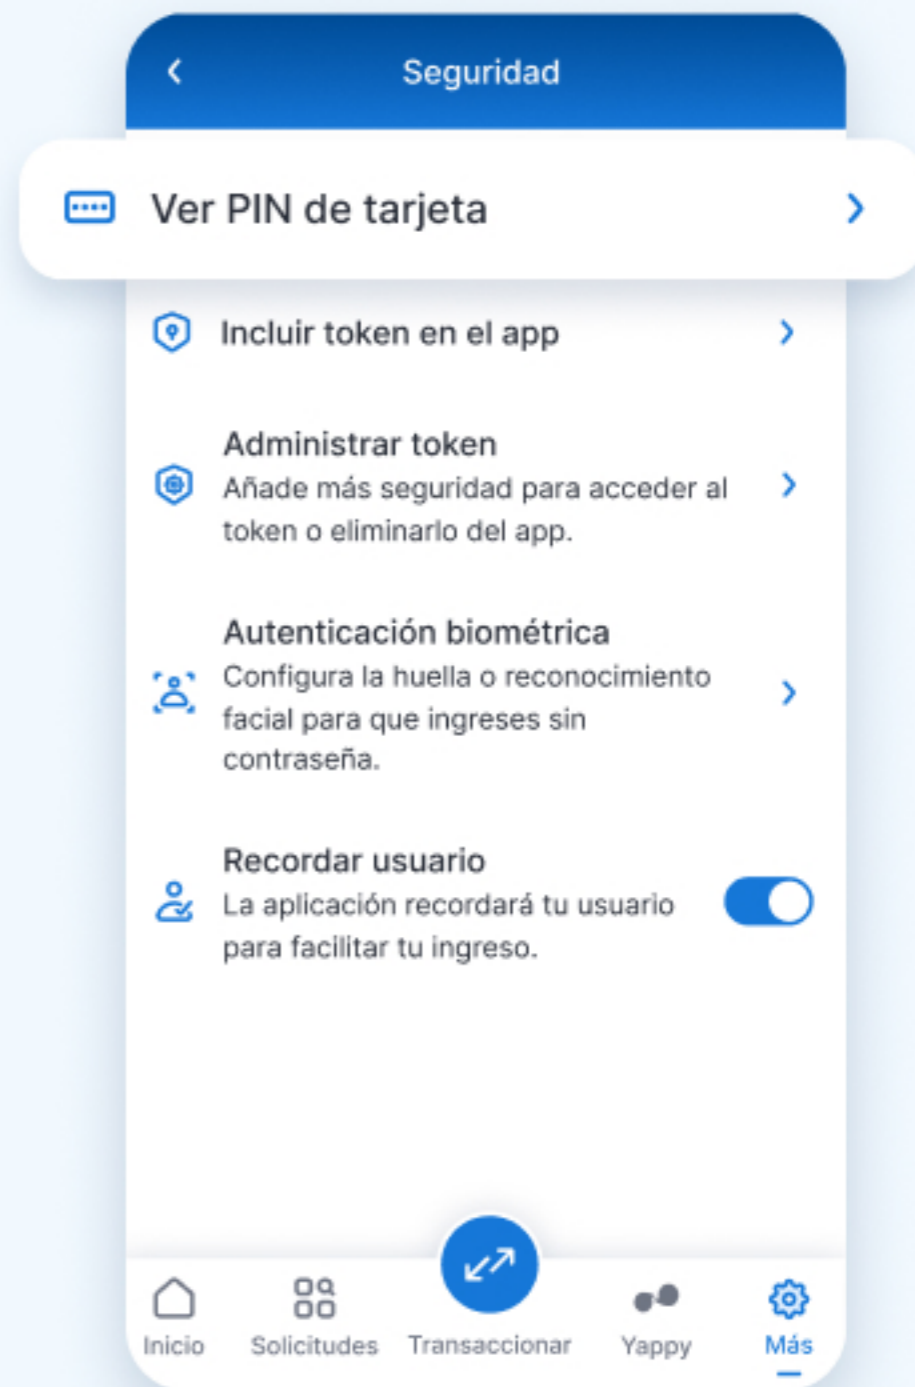 Seguridad
Ver PIN de tarjeta
Incluir token en el app
Administrar token
Añade más seguridad para acceder al
token o eliminarlo del app.
Autenticación biométrica
Configura la huella o reconocimiento
facial para que ingreses sin
contraseña.
Recordar usuario
La aplicación recordará tu usuario
para facilitar tu ingreso.
Inicio
Solicitudes
Transaccionar
Yappy
Más